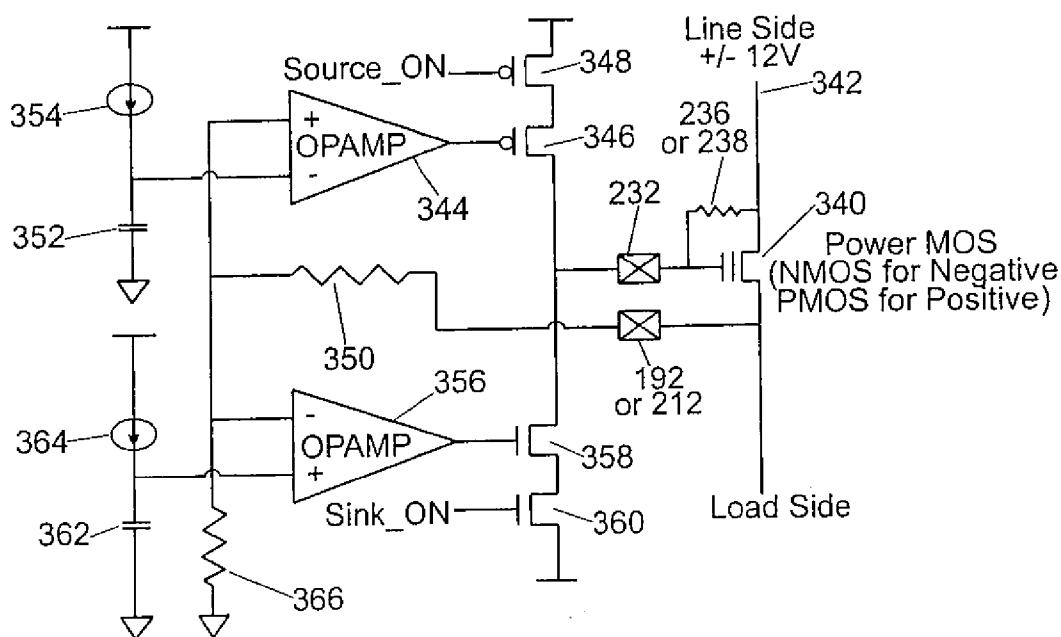 Line Side
+/- 12V
342
Source_ON
348
354
+
OPAMP
-
344
346
236
or 238
232
340
352
Power MOS
(NMOS for Negative
PMOS for Positive)
350
356
192
or 212
364
-
OPAMP
+
358
Sink_ON
360
Load Side
362
366